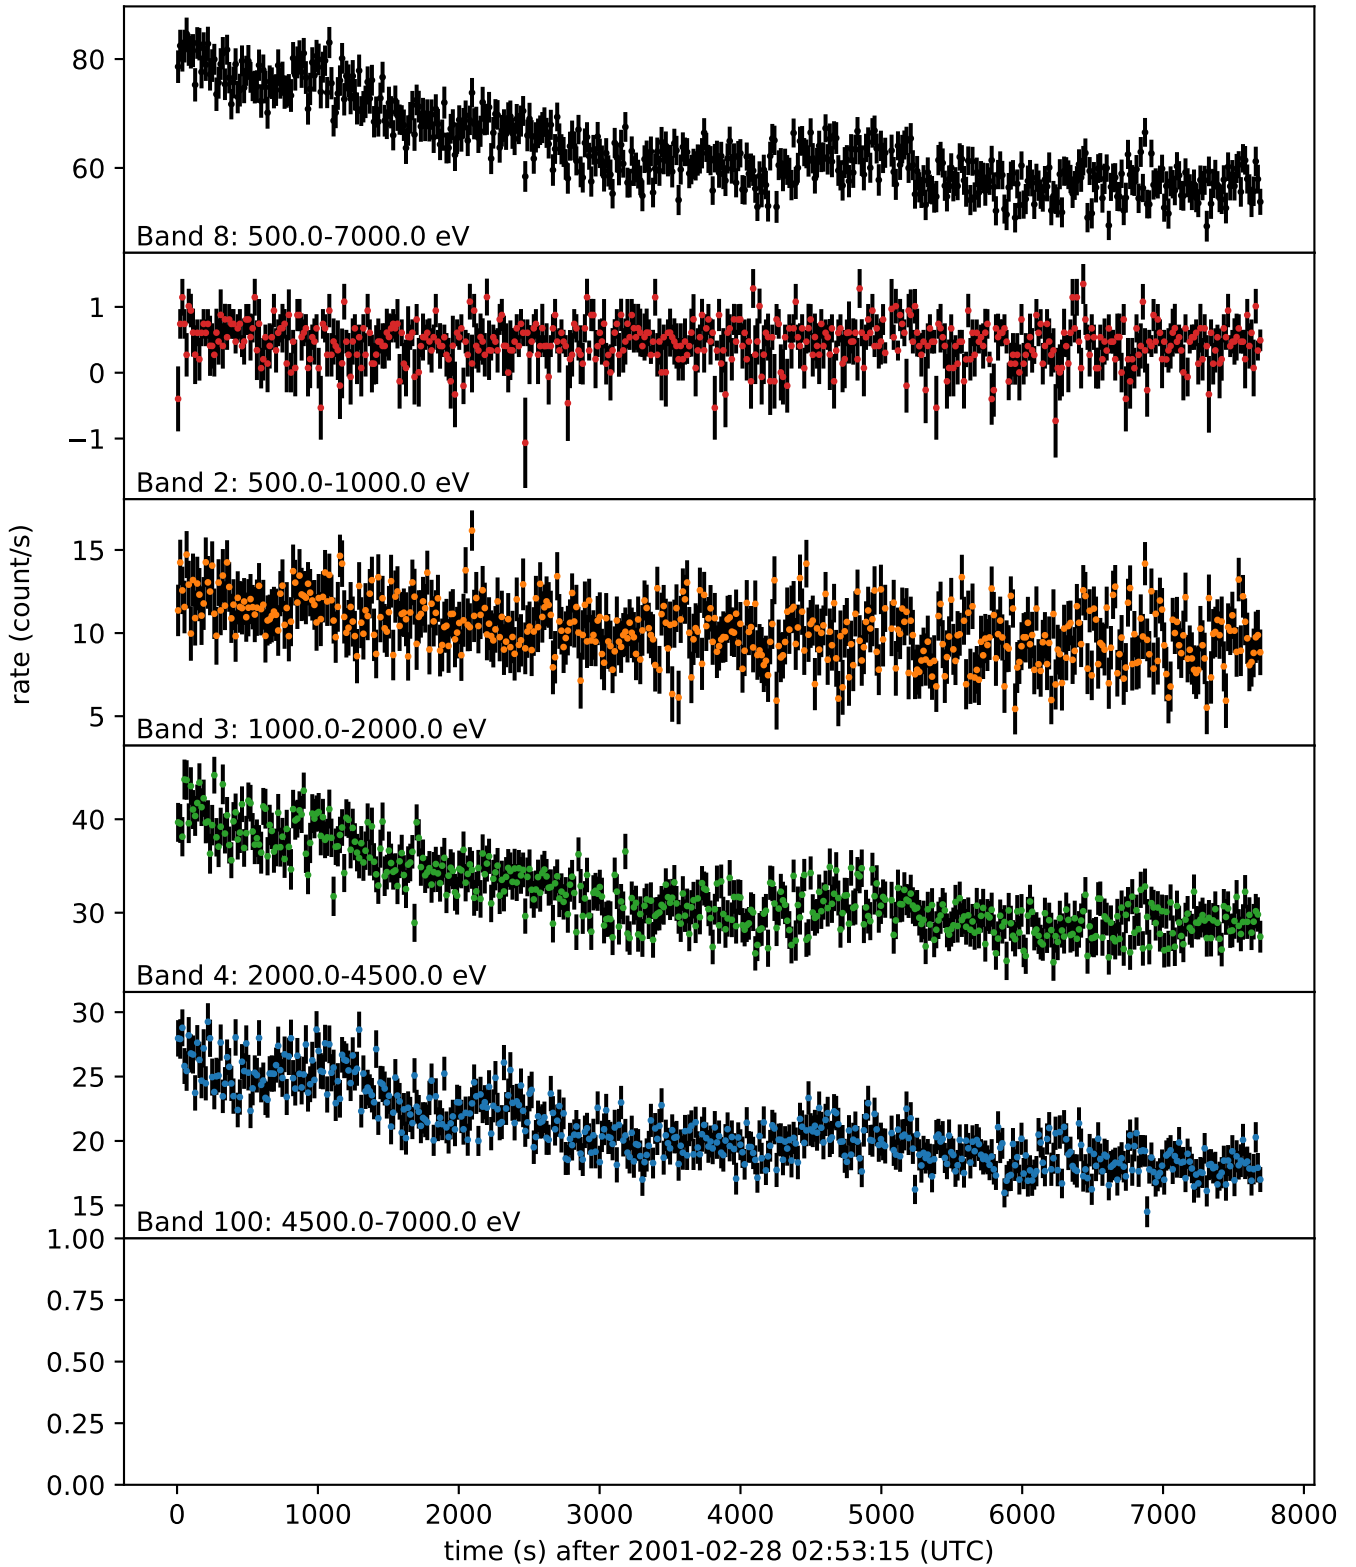 80
60
Band 8: 500.0-7000.0 eV
1
0
−1
Band 2: 500.0-1000.0 eV
15
10
5
Band 3: 1000.0-2000.0 eV
rate (count/s)
40
30
Band 4: 2000.0-4500.0 eV
30
25
20
15
Band 100: 4500.0-7000.0 eV
1.00
0.75
0.50
0.25
0.00
0 1000 2000 3000 4000 5000 6000 7000 8000
time (s) after 2001-02-28 02:53:15 (UTC)